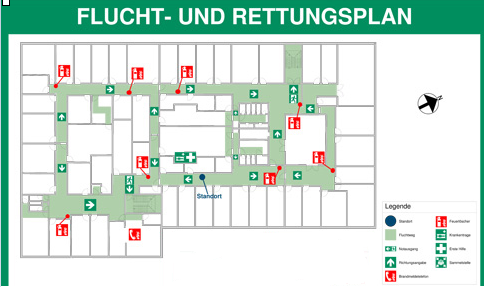 FLUCHT- UND RETTUNGSPLAN
Standort
Legende
Standort
Feuerlöscher
Fluchtweg
Krankentrage
Notausgang
Erste Hilfe
Richtungsangabe
Sammelstelle
Brandmeldetelefon